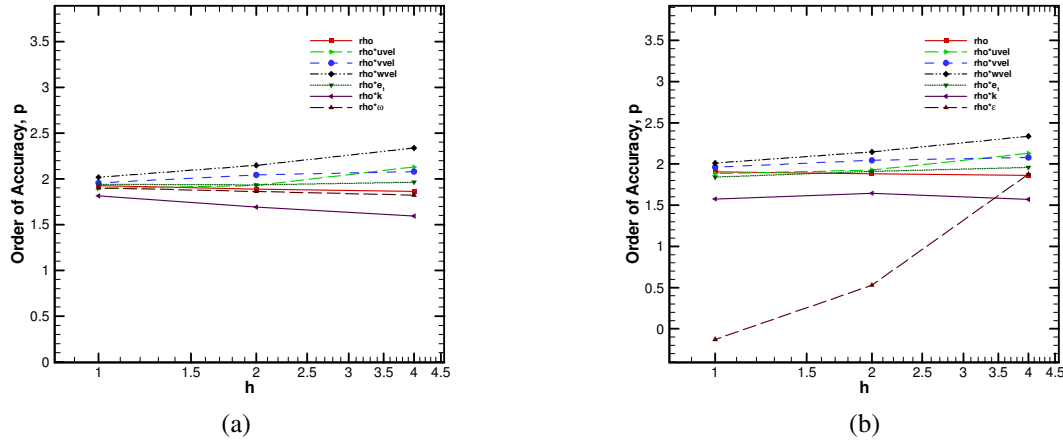 Order of Accuracy, p
3.5
3
2.5
2
1.5
1
0.5
0
rho
rho*uvel
rho*vvel
rho*wvel
rho*e_t
rho*k
rho*ω
1 1.5 2 2.5 3 3.5 4 4.5
h
(a)
Order of Accuracy, p
3.5
3
2.5
2
1.5
1
0.5
0
rho
rho*uvel
rho*vvel
rho*wvel
rho*e_t
rho*k
rho*ε
1 1.5 2 2.5 3 3.5 4 4.5
h
(b)